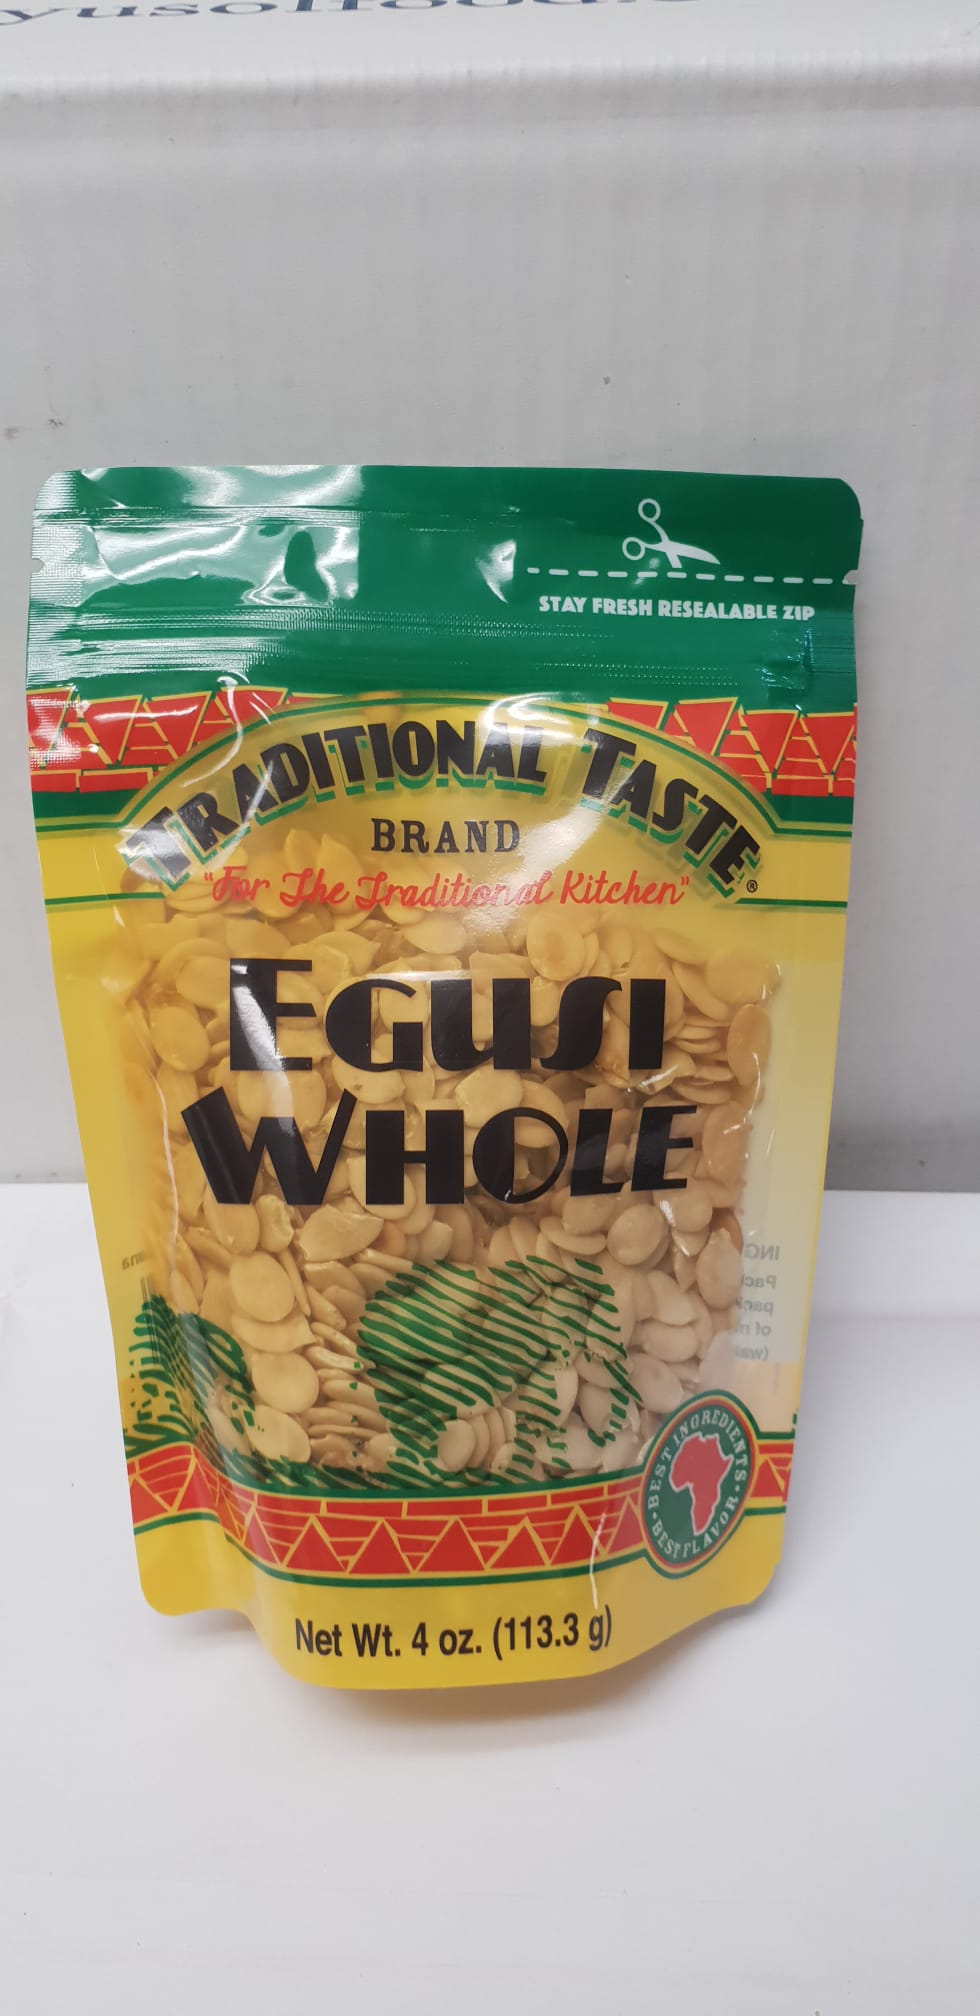 STAY FRESH RESEALABLE ZIP
TRADITIONAL TASTE®
BRAND
"For The Traditional Kitchen"
EGUSI
WHOLE
BEST INGREDIENTS • BEST FLAVOR •
Net Wt. 4 oz. (113.3 g)